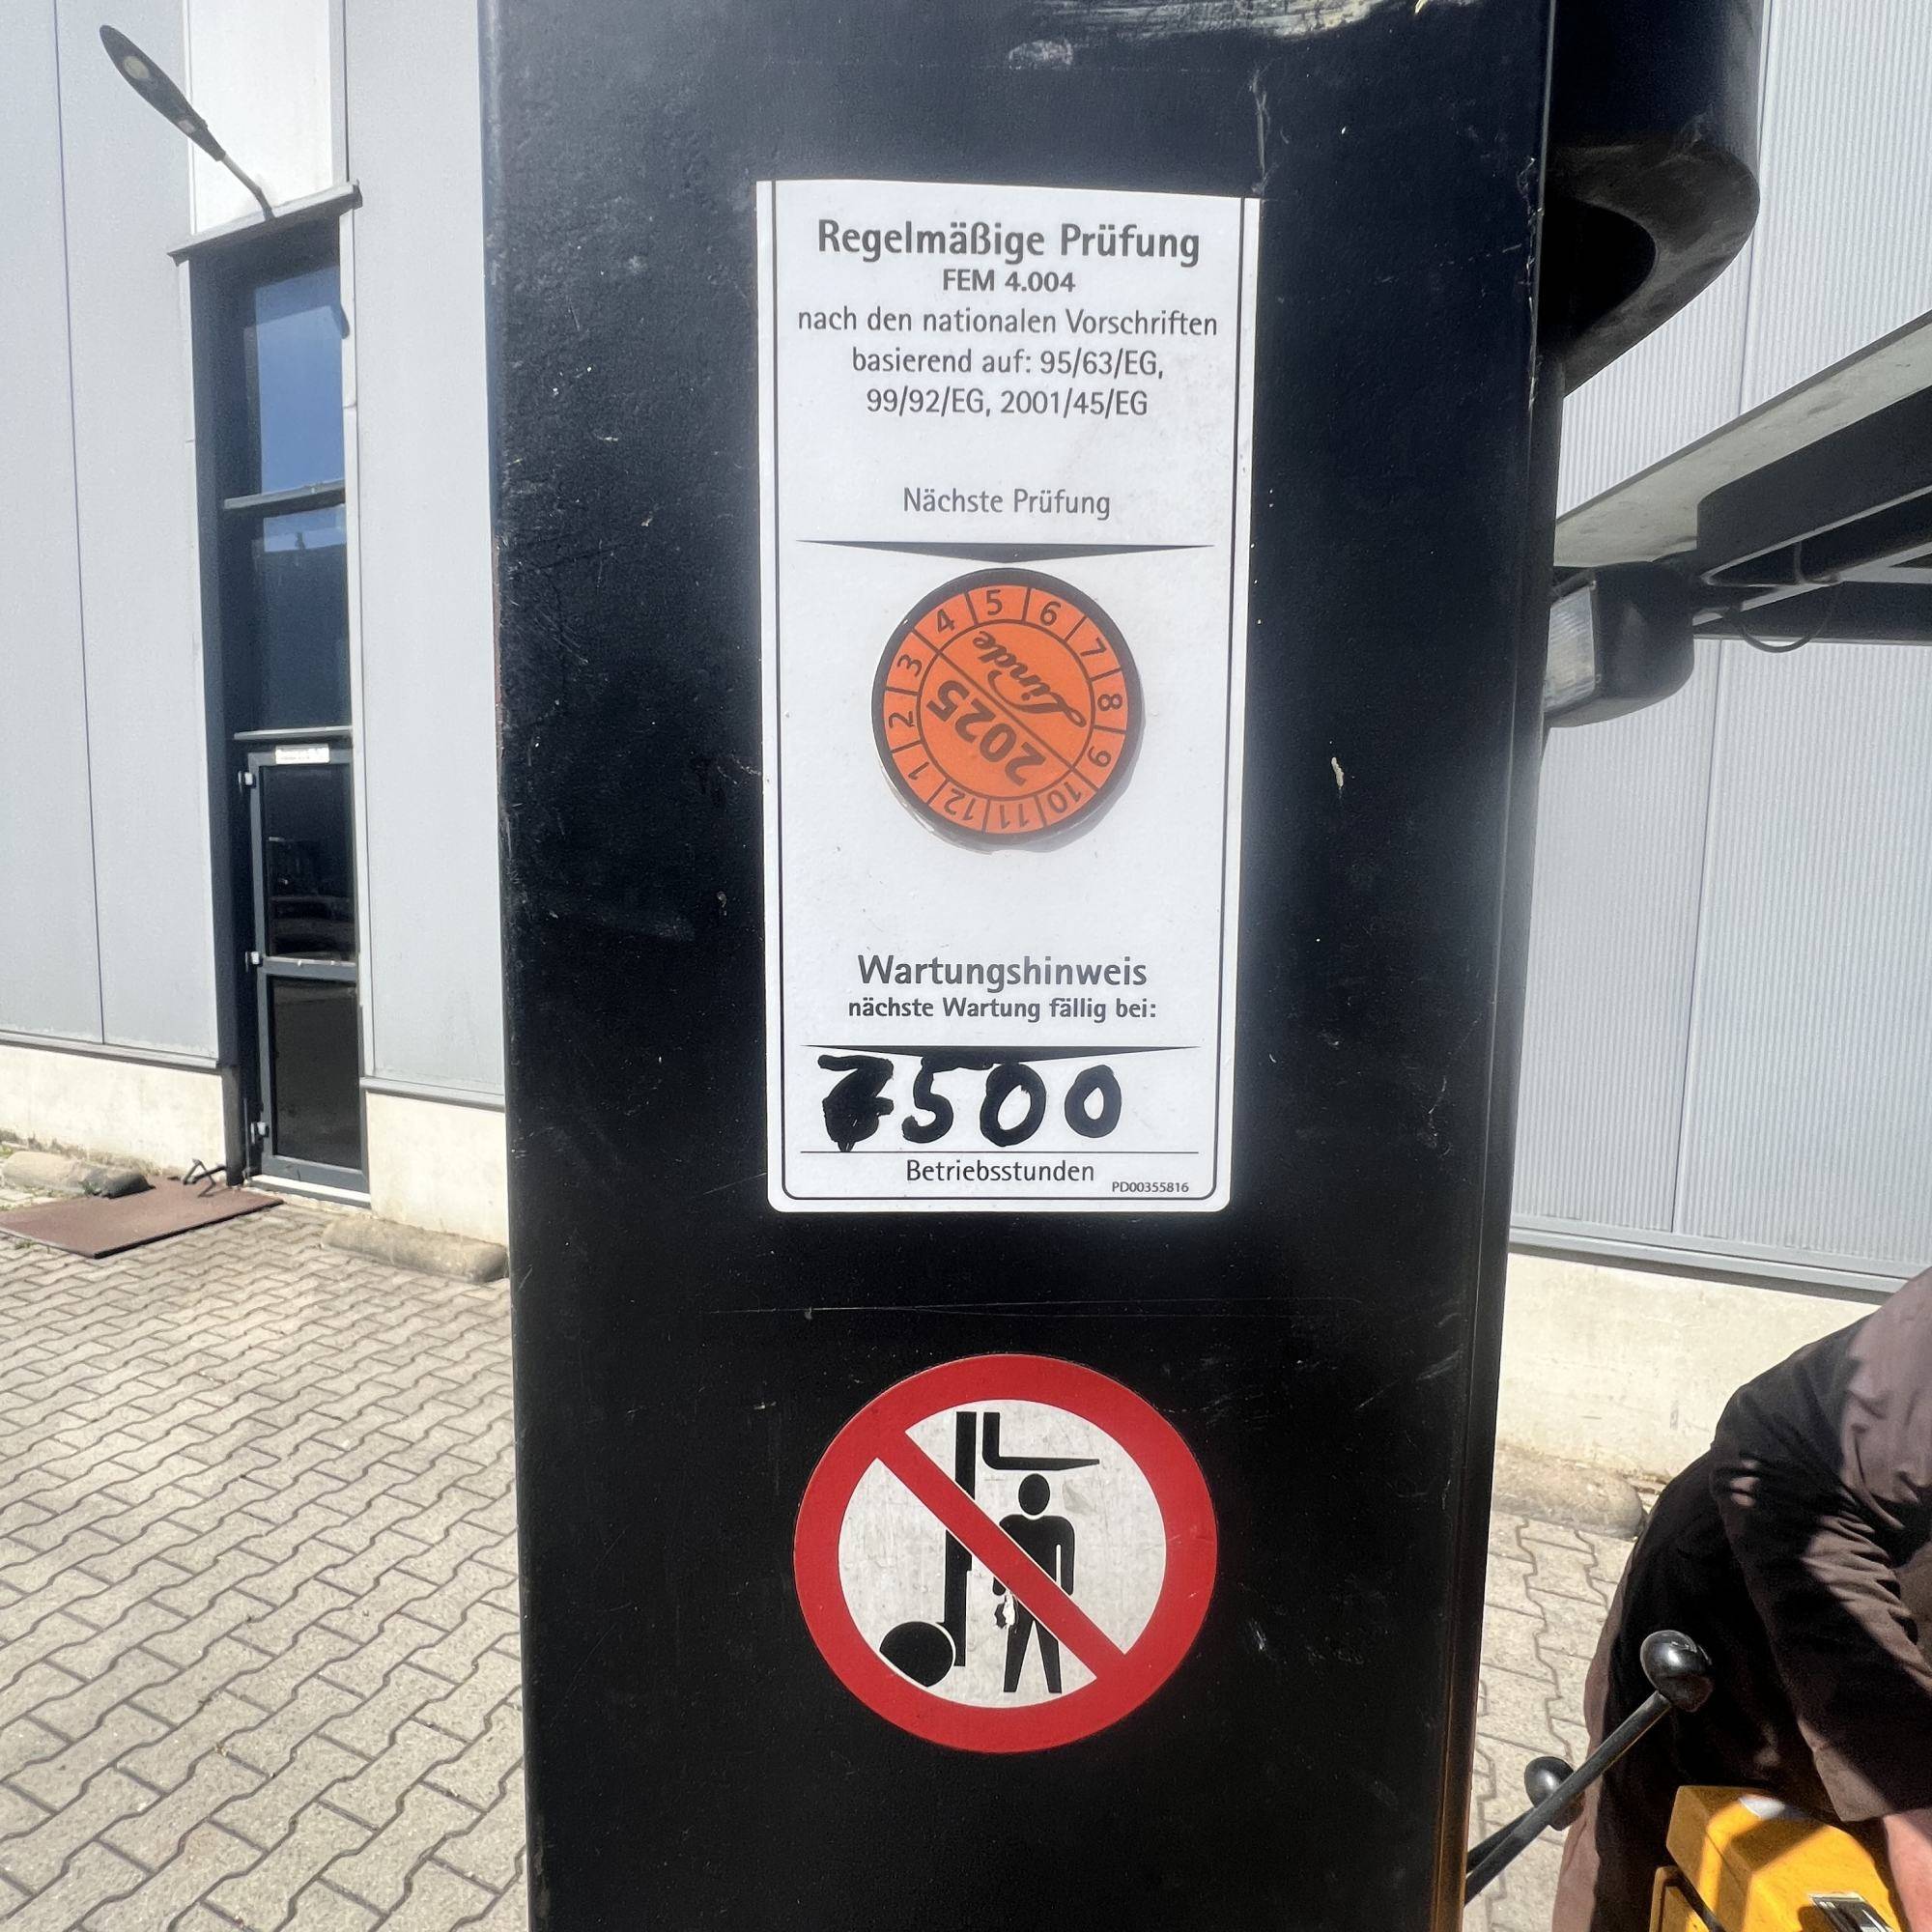 Regelmäßige Prüfung
FEM 4.004
nach den nationalen Vorschriften
basierend auf: 95/63/EG,
99/92/EG, 2001/45/EG
Nächste Prüfung
1 2 3 4 5 6 7 8 9 10 11 12
Linde
2025
Wartungshinweis
nächste Wartung fällig bei:
7500
Betriebsstunden
PD00355816